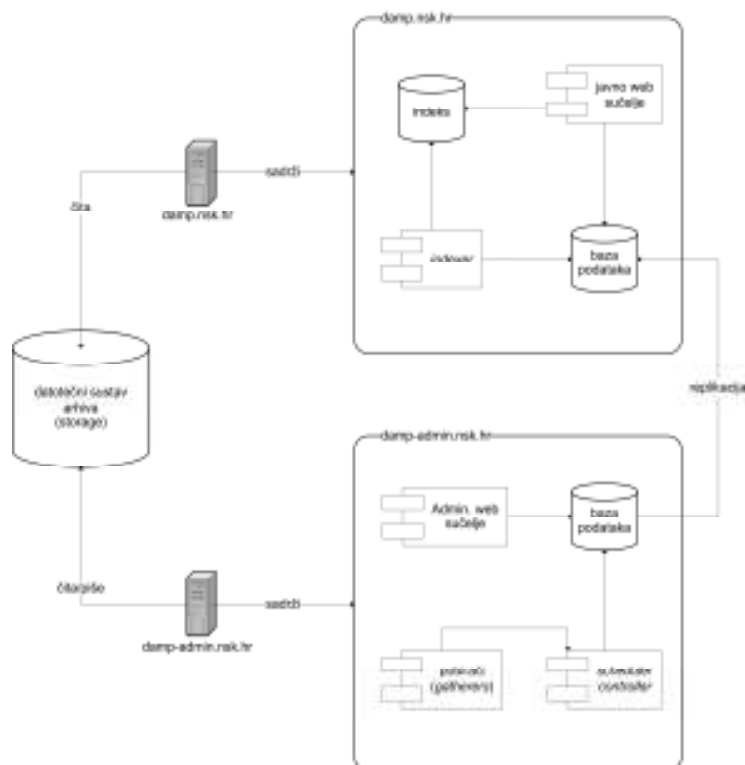 damp.nsk.hr
javno web
sučelje
indeks
sadrži
damp.nsk.hr
čita
indexer
baza
podataka
datotečni sustav
arhiva
(storage)
replikacija
damp-admin.nsk.hr
Admin. web
sučelje
baza
podataka
čita/piše
sadrži
damp-admin.nsk.hr
(gatherers)
scheduler
controller